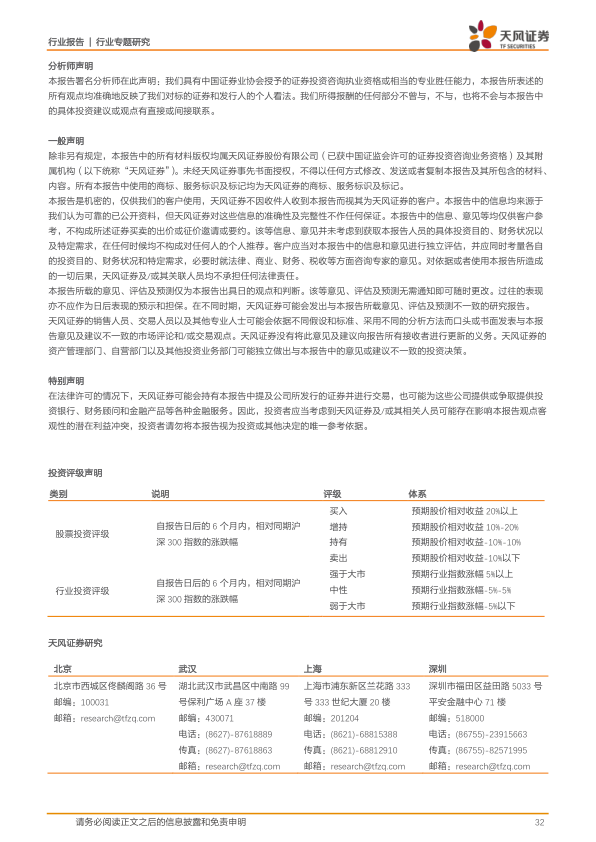 行业报告 | 行业专题研究
天风证券
TF SECURITIES
分析师声明
本报告署名分析师在此声明：我们具有中国证券业协会授予的证券投资咨询执业资格或相当的专业胜任能力，本报告所表述的
所有观点均准确地反映了我们对标的证券和发行人的个人看法。我们所得报酬的任何部分不曾与，不与，也将不会与本报告中
的具体投资建议或观点有直接或间接联系。
一般声明
除非另有规定，本报告中的所有材料版权均属天风证券股份有限公司（已获中国证监会许可的证券投资咨询业务资格）及其附
属机构（以下统称“天风证券”）。未经天风证券事先书面授权，不得以任何方式修改、发送或者复制本报告及其所包含的材料、
内容。所有本报告中使用的商标、服务标识及标记均为天风证券的商标、服务标识及标记。
本报告是机密的，仅供我们的客户使用，天风证券不因收件人收到本报告而视其为天风证券的客户。本报告中的信息均来源于
我们认为可靠的已公开资料，但天风证券对这些信息的准确性及完整性不作任何保证。本报告中的信息、意见等均仅供客户参
考，不构成所述证券买卖的出价或征价邀请或要约。该等信息、意见并未考虑到获取本报告人员的具体投资目的、财务状况以
及特定需求，在任何时候均不构成对任何人的个人推荐。客户应当对本报告中的信息和意见进行独立评估，并应同时考量各自
的投资目的、财务状况和特定需求，必要时就法律、商业、财务、税收等方面咨询专家的意见。对依据或者使用本报告所造成
的一切后果，天风证券及/或其关联人员均不承担任何法律责任。
本报告所载的意见、评估及预测仅为本报告出具日的观点和判断。该等意见、评估及预测无需通知即可随时更改。过往的表现
亦不应作为日后表现的预示和担保。在不同时期，天风证券可能会发出与本报告所载意见、评估及预测不一致的研究报告。
天风证券的销售人员、交易人员以及其他专业人士可能会依据不同假设和标准、采用不同的分析方法而口头或书面发表与本报
告意见及建议不一致的市场评论和/或交易观点。天风证券没有将此意见及建议向报告所有接收者进行更新的义务。天风证券的
资产管理部门、自营部门以及其他投资业务部门可能独立做出与本报告中的意见或建议不一致的投资决策。
特别声明
在法律许可的情况下，天风证券可能会持有本报告中提及公司所发行的证券并进行交易，也可能为这些公司提供或争取提供投
资银行、财务顾问和金融产品等各种金融服务。因此，投资者应当考虑到天风证券及/或其相关人员可能存在影响本报告观点客
观性的潜在利益冲突，投资者请勿将本报告视为投资或其他决定的唯一参考依据。
投资评级声明
类别 说明 评级 体系
股票投资评级 自报告日后的 6 个月内，相对同期沪
深 300 指数的涨跌幅
买入 预期股价相对收益 20%以上
增持 预期股价相对收益 10%-20%
持有 预期股价相对收益-10%-10%
卖出 预期股价相对收益-10%以下
行业投资评级 自报告日后的 6 个月内，相对同期沪
深 300 指数的涨跌幅
强于大市 预期行业指数涨幅 5%以上
中性 预期行业指数涨幅-5%-5%
弱于大市 预期行业指数涨幅-5%以下
天风证券研究
北京 武汉 上海 深圳
北京市西城区佟麟阁路 36 号 湖北武汉市武昌区中南路 99 上海市浦东新区兰花路 333 深圳市福田区益田路 5033 号
邮编：100031 号保利广场 A 座 37 楼 号 333 世纪大厦 20 楼 平安金融中心 71 楼
邮箱：research@tfzq.com 邮编：430071 邮编：201204 邮编：518000
电话：(8627)-87618889 电话：(8621)-68815388 电话：(86755)-23915663
传真：(8627)-87618863 传真：(8621)-68812910 传真：(86755)-82571995
邮箱：research@tfzq.com 邮箱：research@tfzq.com 邮箱：research@tfzq.com
请务必阅读正文之后的信息披露和免责申明 32